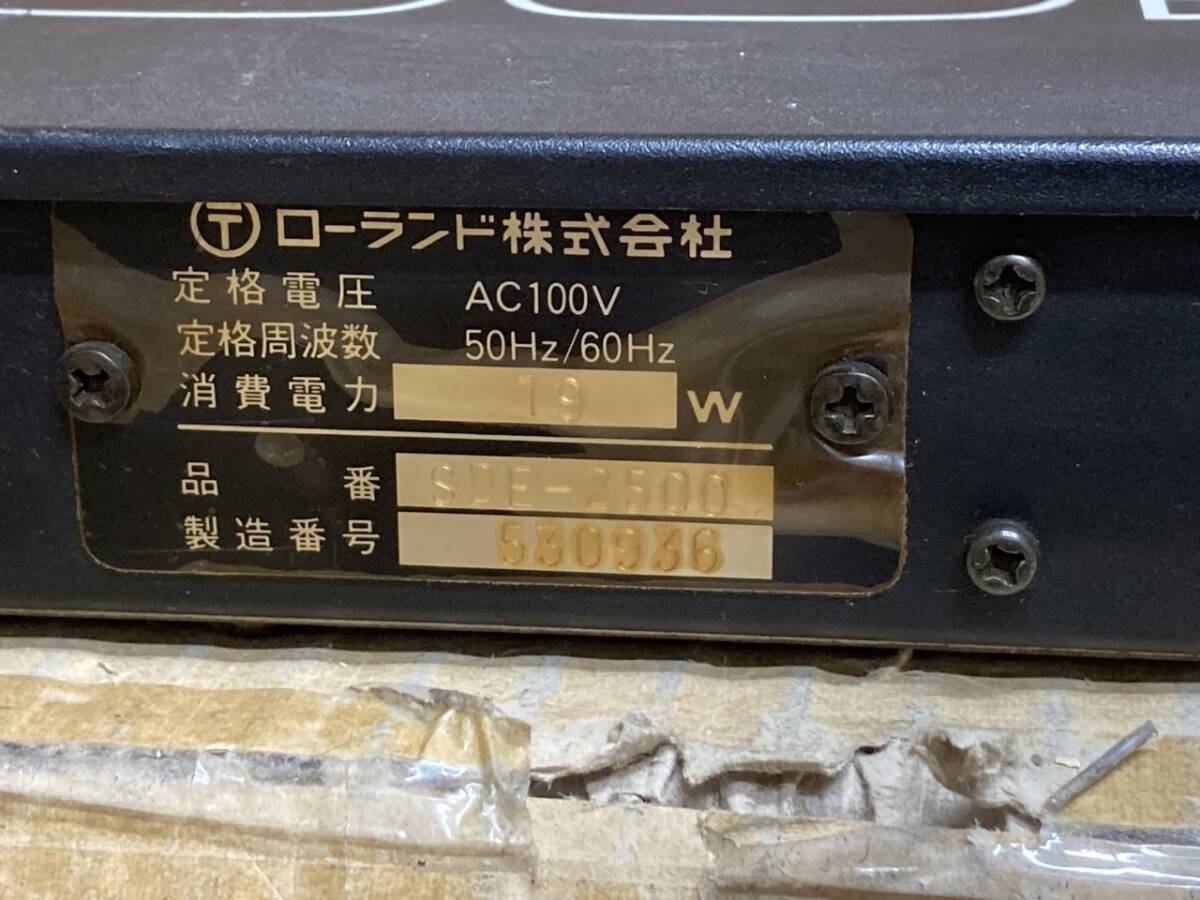 〒 ローランド株式会社
定格電圧 AC100V
定格周波数 50Hz/60Hz
消費電力 19 W
品番 SDE-2500
製造番号 530936